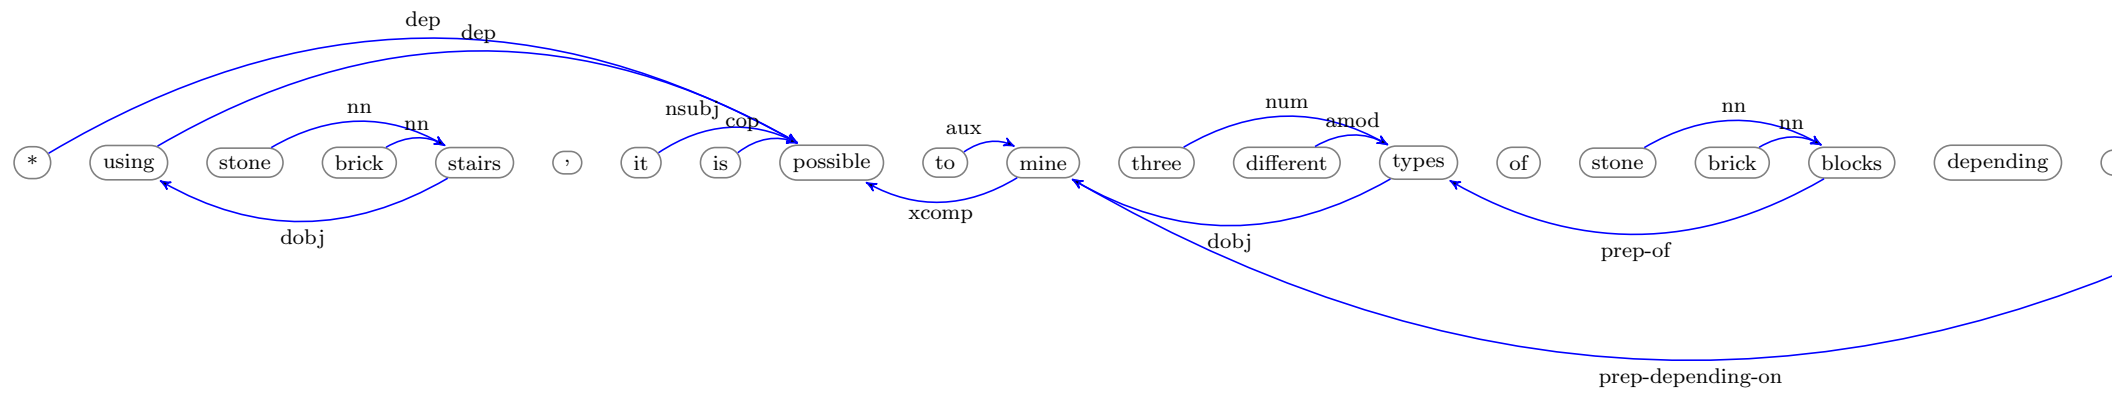 dep
dep
nn nn nsubj cop aux num amod nn nn
* using stone brick stairs , it is possible to mine three different types of stone brick blocks depending
dobj xcomp dobj prep-of
prep-depending-on